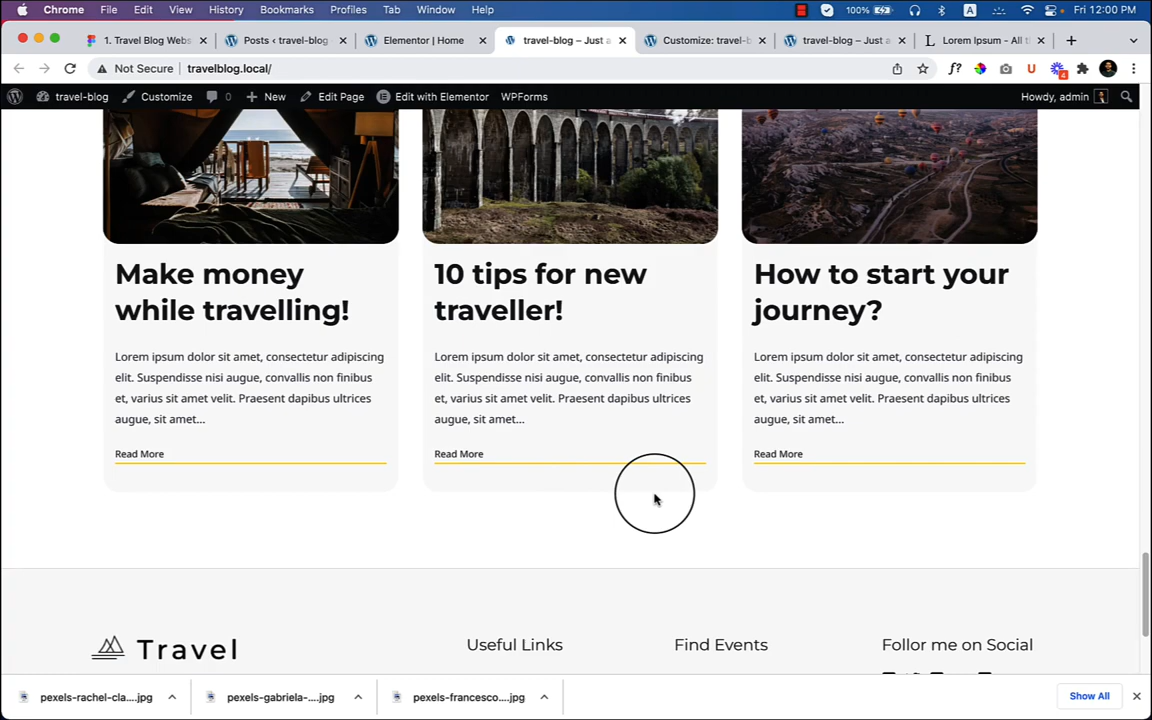 Chrome File Edit View History Bookmarks Profiles Tab Window Help 100% A Fri 12:00 PM
1. Travel Blog Webs Posts ‹ travel-blog Elementor | Home travel-blog – Just a Customize: travel-b travel-blog – Just a Lorem Ipsum - All t
Not Secure travelblog.local/ f? U 4
travel-blog Customize 0 New Edit Page Edit with Elementor WPForms Howdy, admin
Make money
while travelling!
Lorem ipsum dolor sit amet, consectetur adipiscing
elit. Suspendisse nisi augue, convallis non finibus
et, varius sit amet velit. Praesent dapibus ultrices
augue, sit amet...
Read More
10 tips for new
traveller!
Lorem ipsum dolor sit amet, consectetur adipiscing
elit. Suspendisse nisi augue, convallis non finibus
et, varius sit amet velit. Praesent dapibus ultrices
augue, sit amet...
Read More
How to start your
journey?
Lorem ipsum dolor sit amet, consectetur adipiscing
elit. Suspendisse nisi augue, convallis non finibus
et, varius sit amet velit. Praesent dapibus ultrices
augue, sit amet...
Read More
Travel Useful Links Find Events Follor me on Social
pexels-rachel-cla....jpg pexels-gabriela-....jpg pexels-francesco....jpg Show All